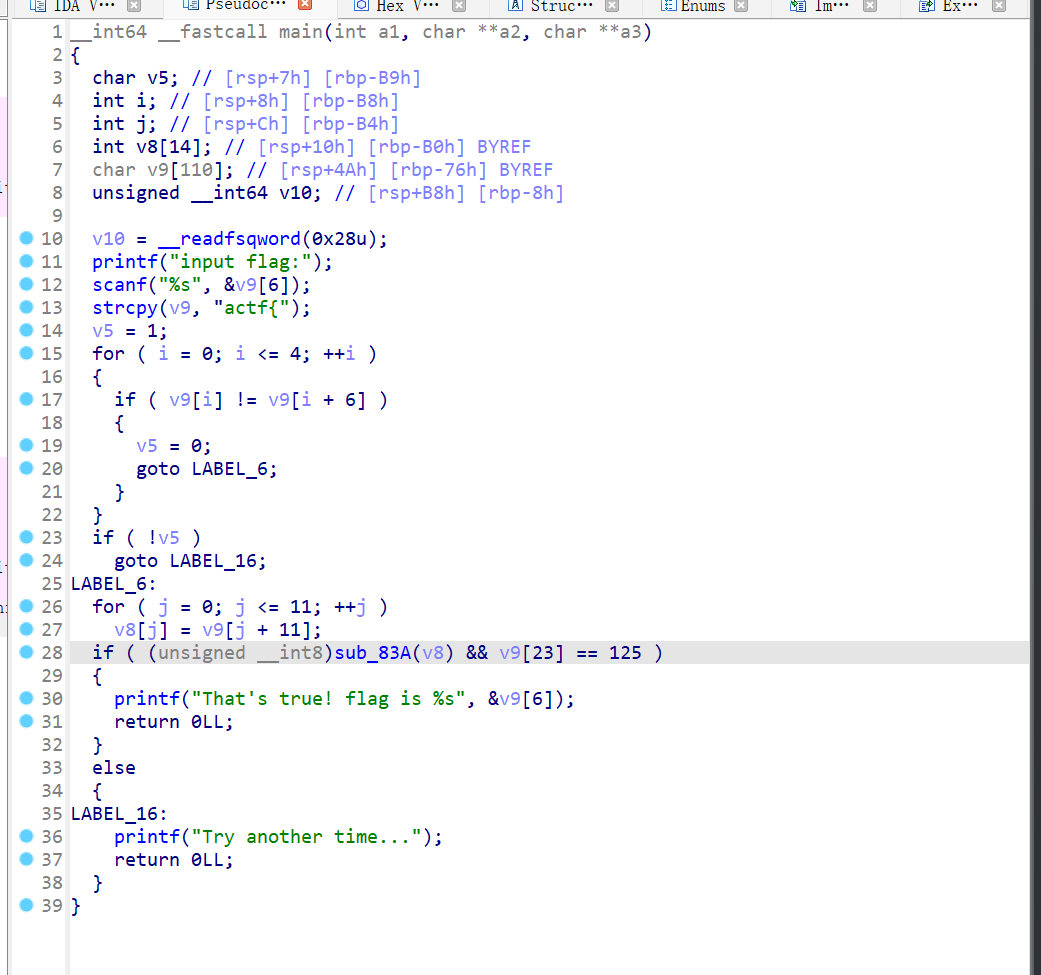 IDA V··· Pseudoc··· Hex V··· Struc··· Enums Im··· Ex···
1 __int64 __fastcall main(int a1, char **a2, char **a3)
2 {
3 char v5; // [rsp+7h] [rbp-B9h]
4 int i; // [rsp+8h] [rbp-B8h]
5 int j; // [rsp+Ch] [rbp-B4h]
6 int v8[14]; // [rsp+10h] [rbp-B0h] BYREF
7 char v9[110]; // [rsp+4Ah] [rbp-76h] BYREF
8 unsigned __int64 v10; // [rsp+B8h] [rbp-8h]
9
10 v10 = __readfsqword(0x28u);
11 printf("input flag:");
12 scanf("%s", &v9[6]);
13 strcpy(v9, "actf{");
14 v5 = 1;
15 for ( i = 0; i <= 4; ++i )
16 {
17 if ( v9[i] != v9[i + 6] )
18 {
19 v5 = 0;
20 goto LABEL_6;
21 }
22 }
23 if ( !v5 )
24 goto LABEL_16;
25 LABEL_6:
26 for ( j = 0; j <= 11; ++j )
27 v8[j] = v9[j + 11];
28 if ( (unsigned __int8)sub_83A(v8) && v9[23] == 125 )
29 {
30 printf("That's true! flag is %s", &v9[6]);
31 return 0LL;
32 }
33 else
34 {
35 LABEL_16:
36 printf("Try another time...");
37 return 0LL;
38 }
39 }